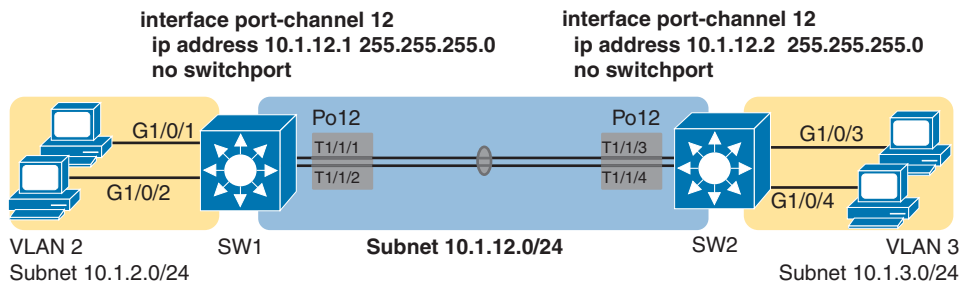 interface port-channel 12
ip address 10.1.12.1 255.255.255.0
no switchport
interface port-channel 12
ip address 10.1.12.2 255.255.255.0
no switchport
G1/0/1
G1/0/2
Po12
T1/1/1
T1/1/2
Po12
T1/1/3
T1/1/4
G1/0/3
G1/0/4
VLAN 2
Subnet 10.1.2.0/24
SW1
Subnet 10.1.12.0/24
SW2
VLAN 3
Subnet 10.1.3.0/24